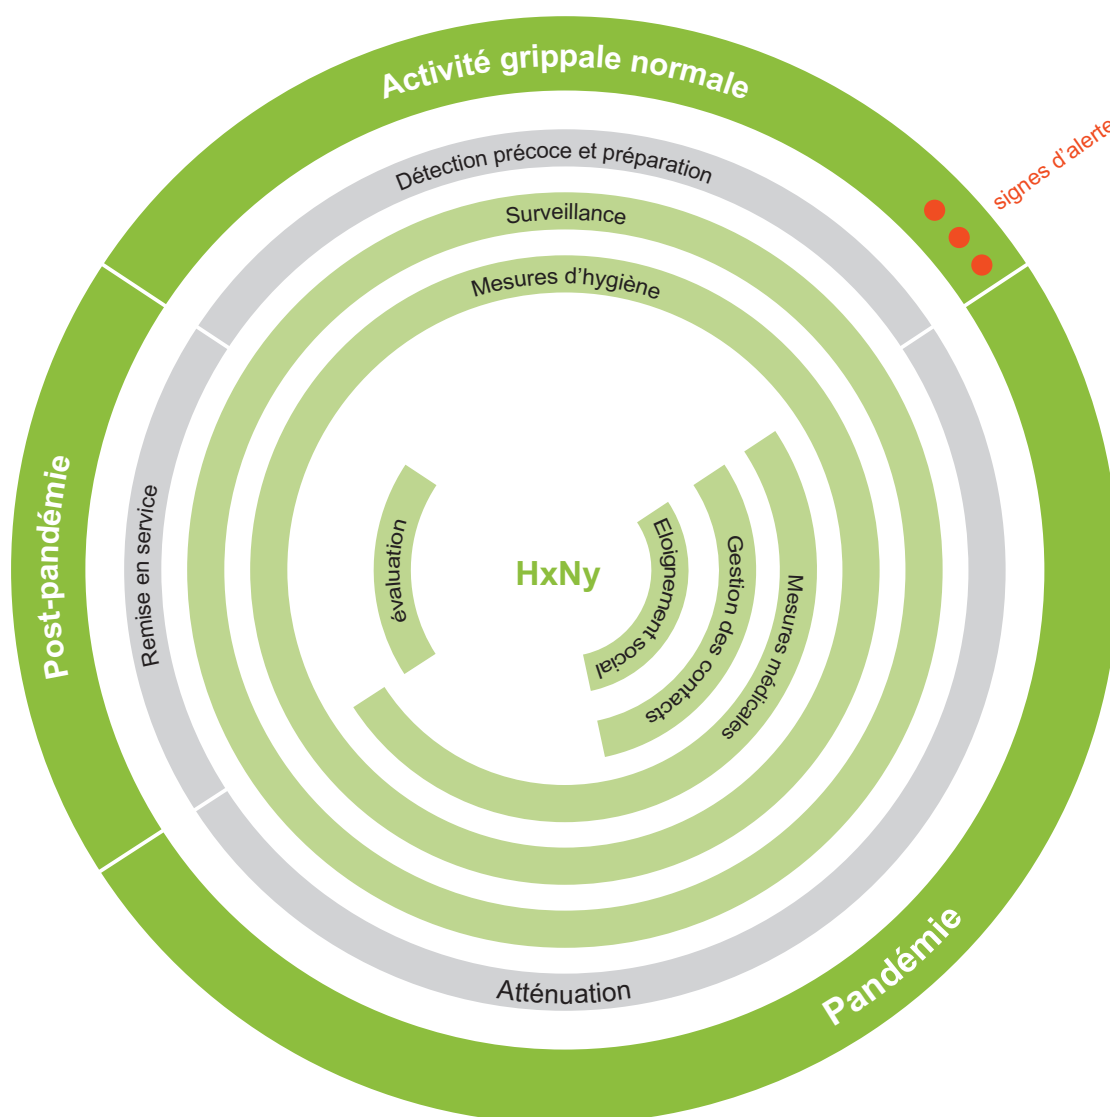 Activité grippale normale
signes d'alerte
Détection précoce et préparation
Surveillance
Mesures d'hygiène
Post-pandémie
Remise en service
évaluation
HxNy
Eloignement social
Gestion des contacts
Mesures médicales
Atténuation
Pandémie